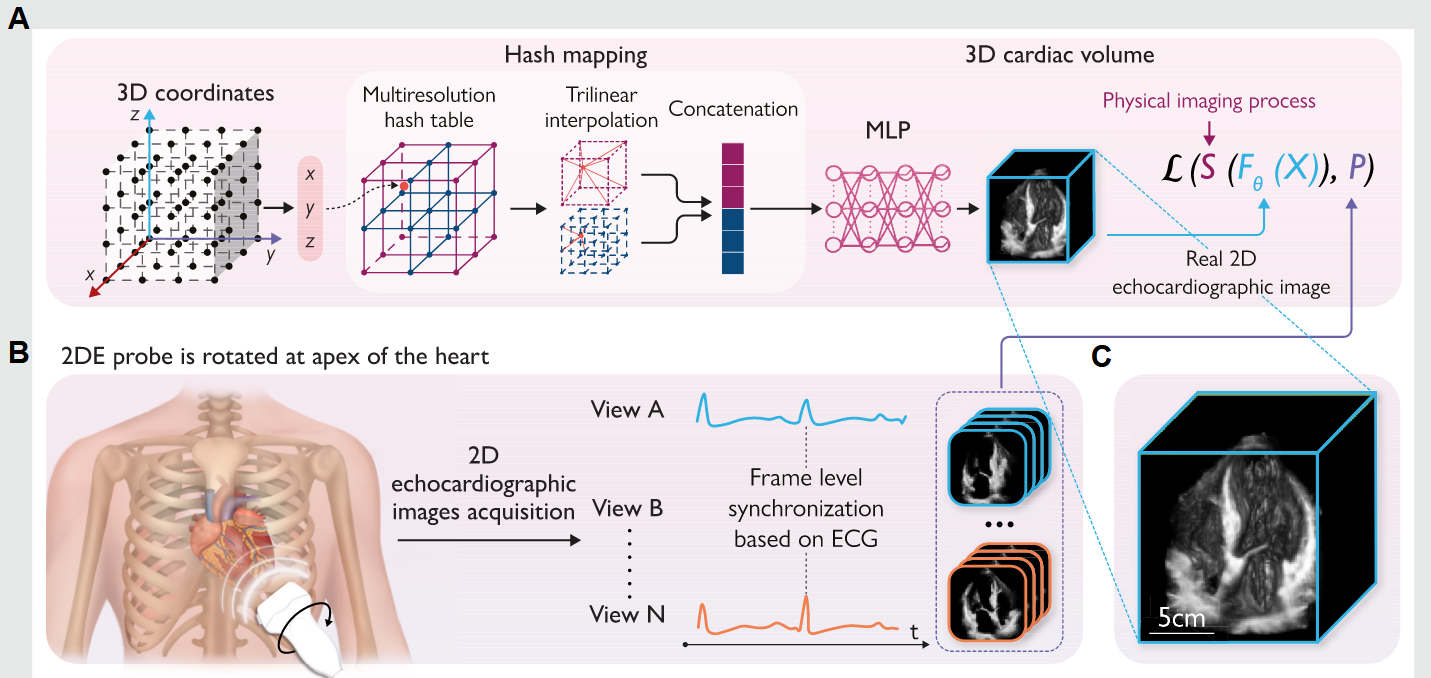 A
Hash mapping
3D cardiac volume
3D coordinates
Multiresolution
hash table
Trilinear
interpolation
Concatenation
MLP
Physical imaging process
ℒ (S (Fθ (X)), P)
z
y
x
x
y
z
Real 2D
echocardiographic image
B
2DE probe is rotated at apex of the heart
C
2D
echocardiographic
images acquisition
View A
View B
View N
Frame level
synchronization
based on ECG
t
...
5cm